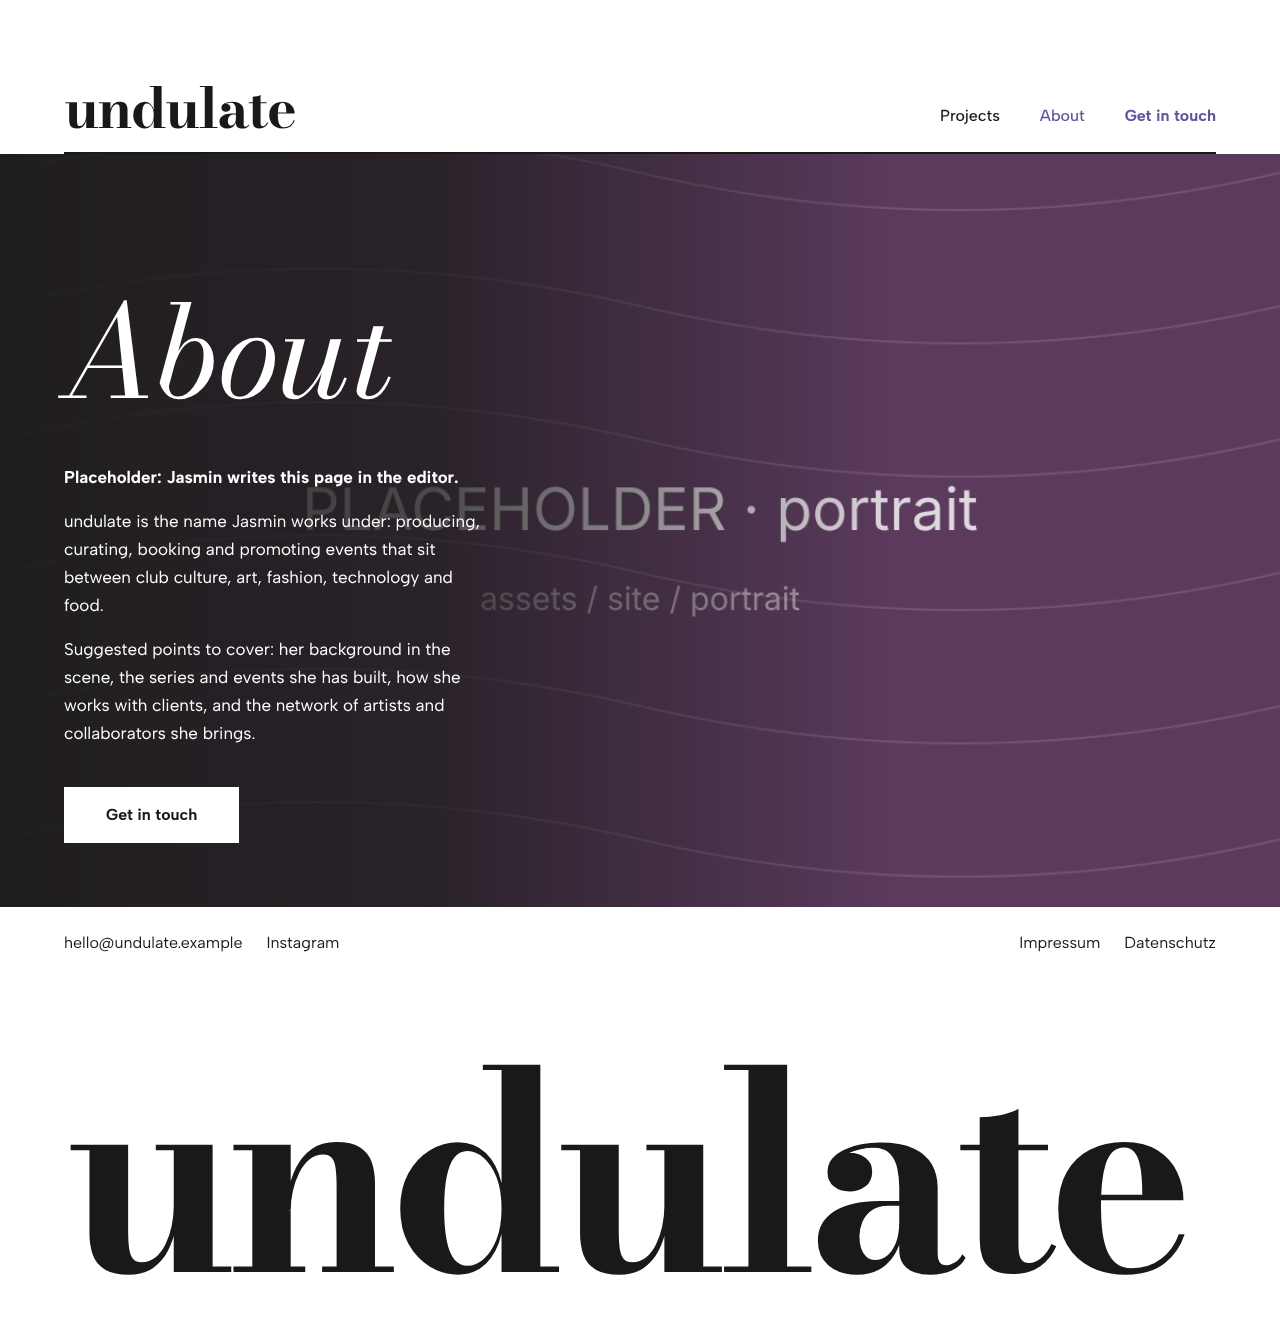 undulate
Projects About Get in touch
About
Placeholder: Jasmin writes this page in the editor.
PLACEHOLDER · portrait
undulate is the name Jasmin works under: producing,
curating, booking and promoting events that sit
between club culture, art, fashion, technology and
food.
assets / site / portrait
Suggested points to cover: her background in the
scene, the series and events she has built, how she
works with clients, and the network of artists and
collaborators she brings.
Get in touch
hello@undulate.example Instagram Impressum Datenschutz
undulate